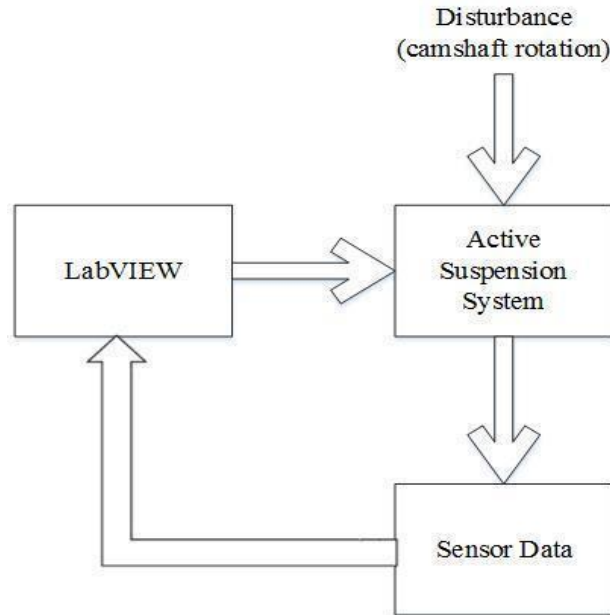 Disturbance
(camshaft rotation)
LabVIEW
Active
Suspension
System
Sensor Data